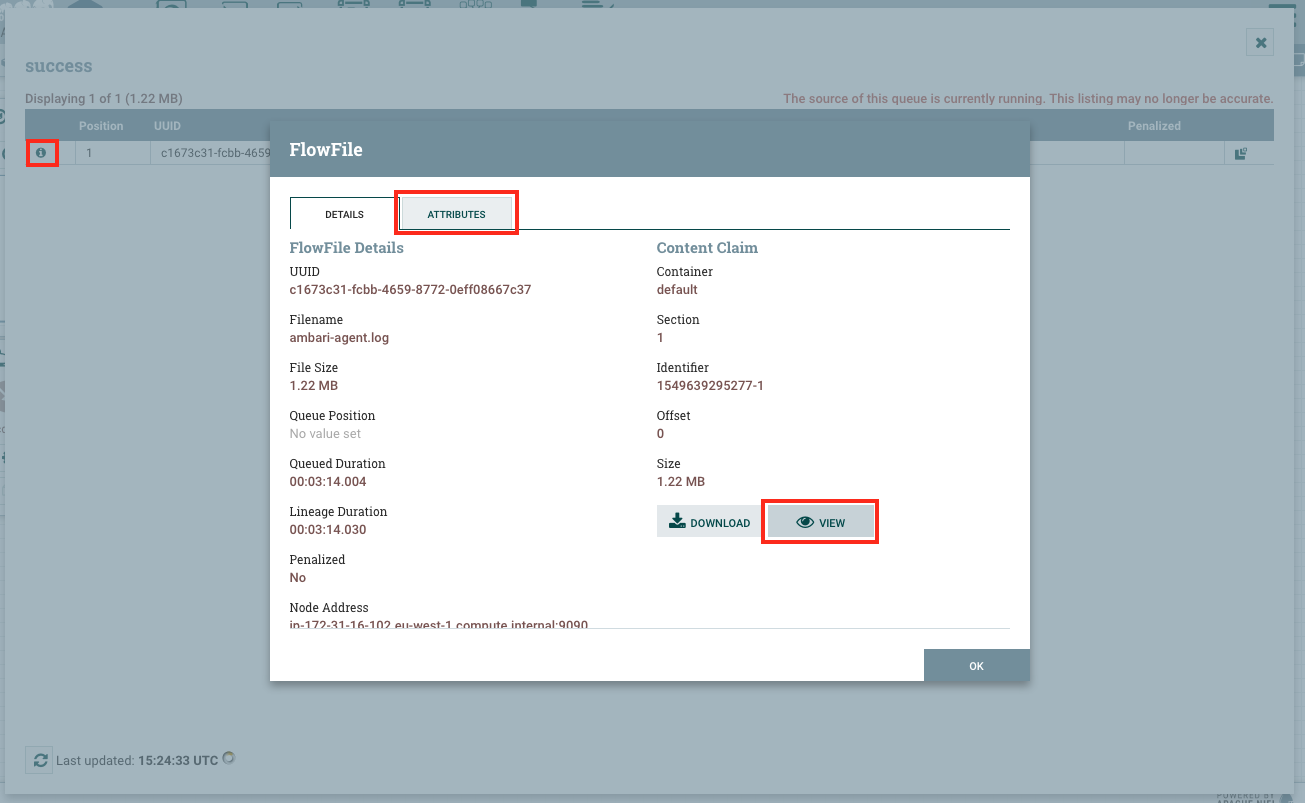 success
Displaying 1 of 1 (1.22 MB)
The source of this queue is currently running. This listing may no longer be accurate.
Position UUID Penalized
1 c1673c31-fcbb-4659
FlowFile
DETAILS ATTRIBUTES
FlowFile Details
UUID
c1673c31-fcbb-4659-8772-0eff08667c37
Filename
ambari-agent.log
File Size
1.22 MB
Queue Position
No value set
Queued Duration
00:03:14.004
Lineage Duration
00:03:14.030
Penalized
No
Node Address
ip-172-31-16-102.eu-west-1.compute.internal:9090
Content Claim
Container
default
Section
1
Identifier
1549639295277-1
Offset
0
Size
1.22 MB
DOWNLOAD VIEW
OK
Last updated: 15:24:33 UTC
POWERED BY
APACHE NIFI